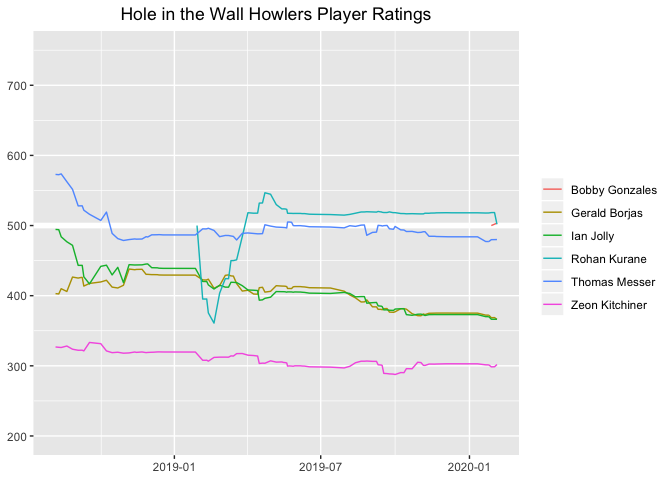 Hole in the Wall Howlers Player Ratings
700
600
500
400
300
200
2019-01
2019-07
2020-01
Bobby Gonzales
Gerald Borjas
Ian Jolly
Rohan Kurane
Thomas Messer
Zeon Kitchiner